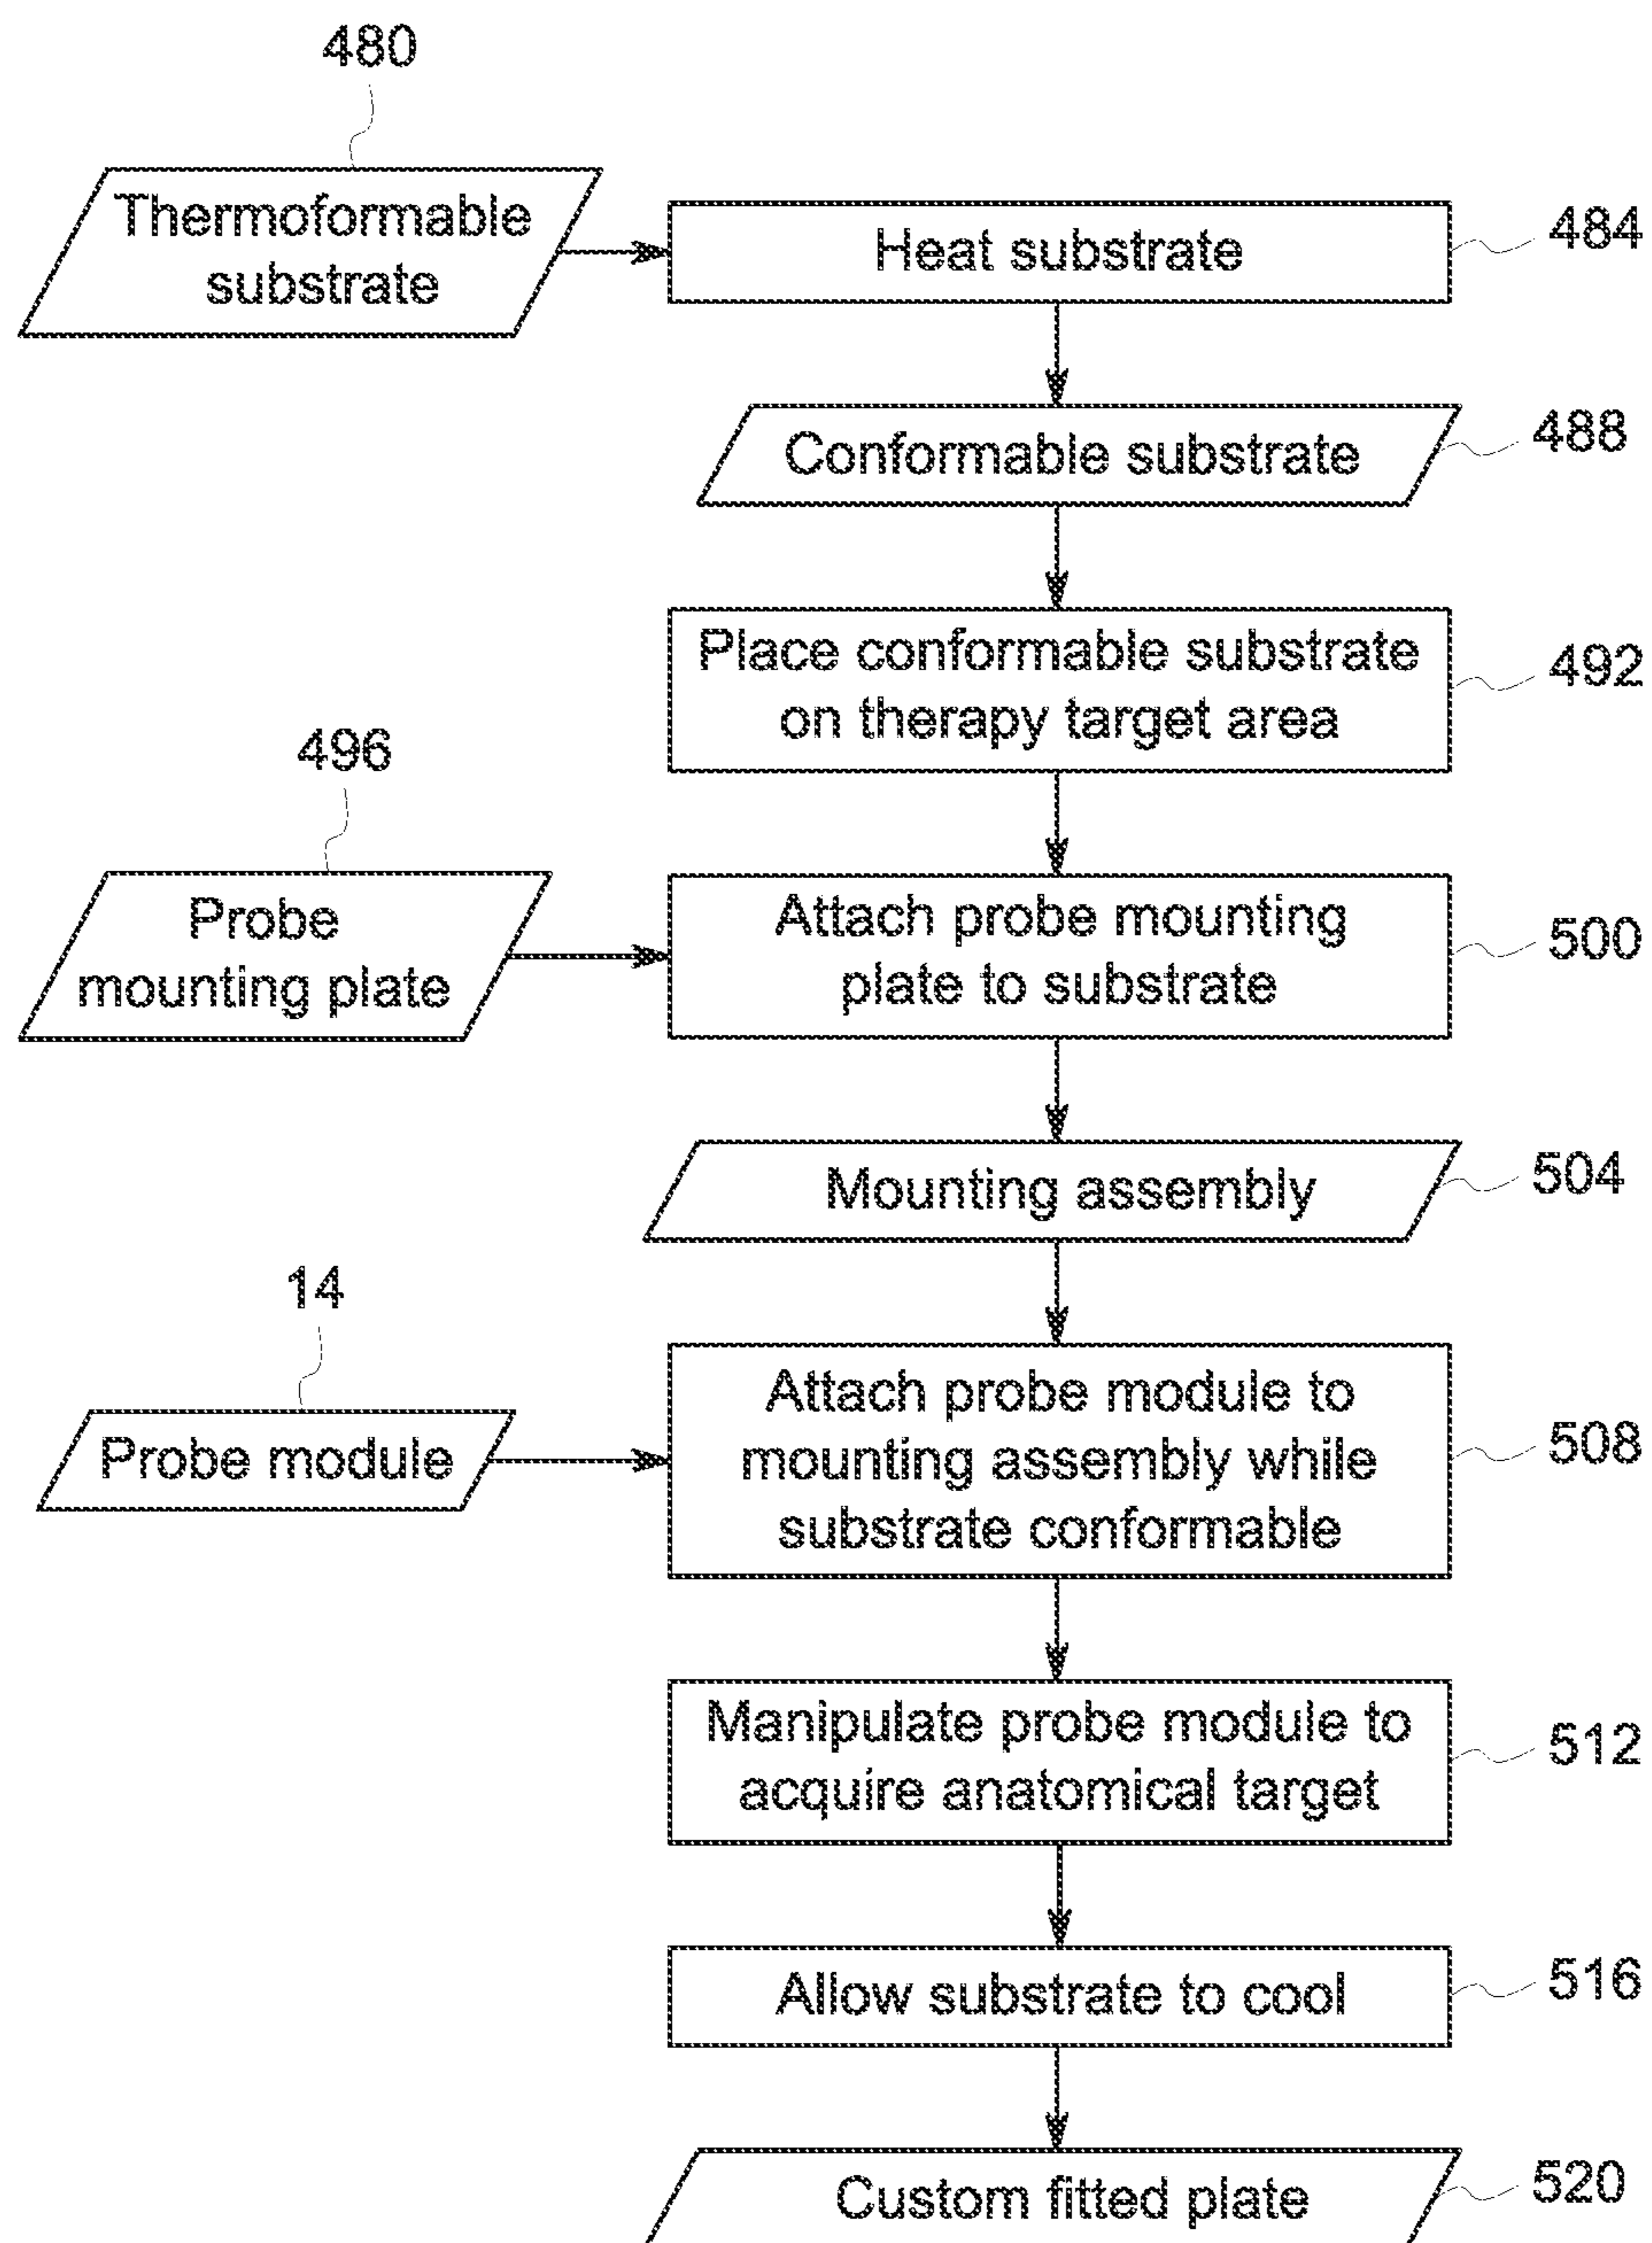 480
Thermoformable
substrate
Heat substrate
484
Conformable substrate
488
Place conformable substrate
on therapy target area
492
496
Probe
mounting plate
Attach probe mounting
plate to substrate
500
Mounting assembly
504
14
Probe module
Attach probe module to
mounting assembly while
substrate conformable
508
Manipulate probe module to
acquire anatomical target
512
Allow substrate to cool
516
Custom fitted plate
520